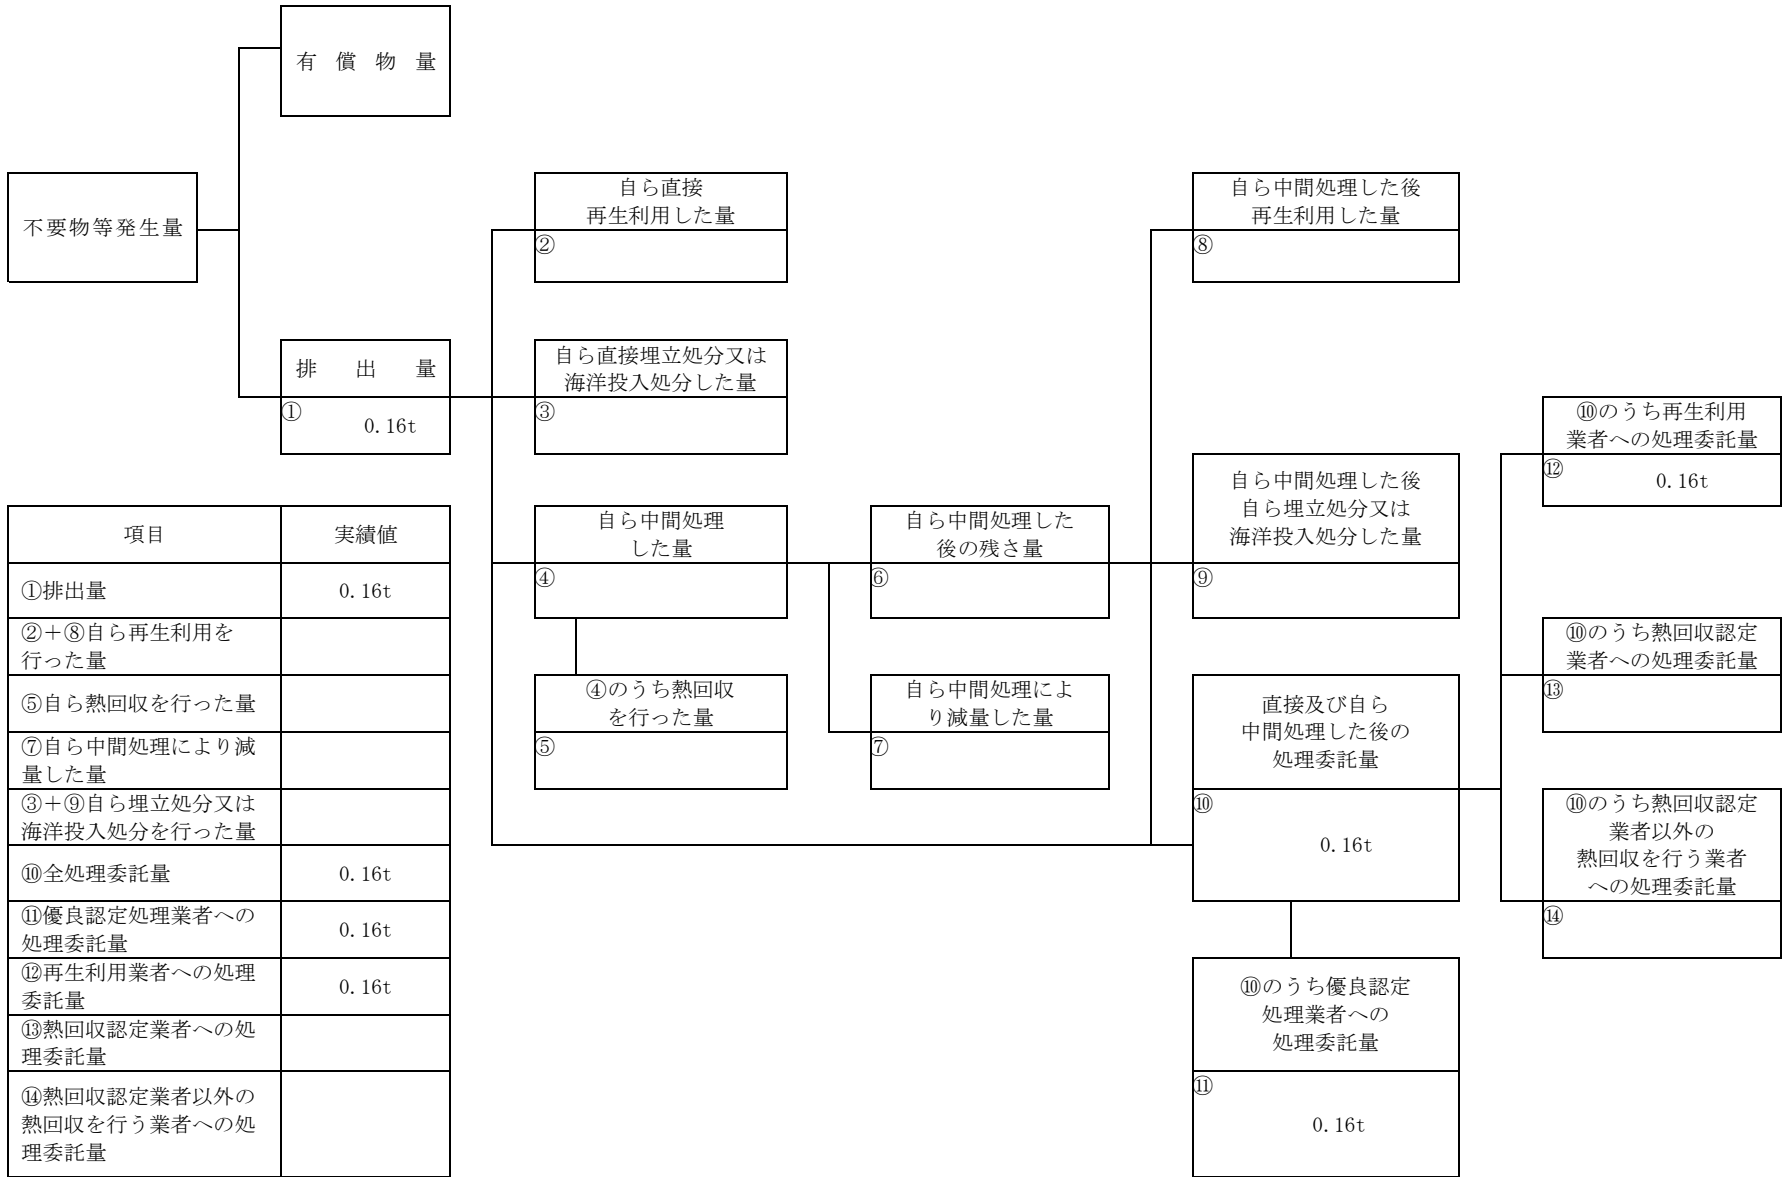 有償物量
不要物等発生量
自ら直接
再生利用した量
②
自ら中間処理した後
再生利用した量
⑧
排出量
①
0.16t
自ら直接埋立処分又は
海洋投入処分した量
③
⑩のうち再生利用
業者への処理委託量
⑫
0.16t
自ら中間処理
した量
④
自ら中間処理した
後の残さ量
⑥
自ら中間処理した後
自ら埋立処分又は
海洋投入処分した量
⑨
⑩のうち熱回収認定
業者への処理委託量
⑬
④のうち熱回収
を行った量
⑤
自ら中間処理によ
り減量した量
⑦
直接及び自ら
中間処理した後の
処理委託量
⑩
0.16t
⑩のうち熱回収認定
業者以外の
熱回収を行う業者
への処理委託量
⑭
⑩のうち優良認定
処理業者への
処理委託量
⑪
0.16t
項目 実績値
①排出量 0.16t
②＋⑧自ら再生利用を
行った量
⑤自ら熱回収を行った量
⑦自ら中間処理により減
量した量
③＋⑨自ら埋立処分又は
海洋投入処分を行った量
⑩全処理委託量 0.16t
⑪優良認定処理業者への
処理委託量 0.16t
⑫再生利用業者への処理
委託量 0.16t
⑬熱回収認定業者への処
理委託量
⑭熱回収認定業者以外の
熱回収を行う業者への処
理委託量